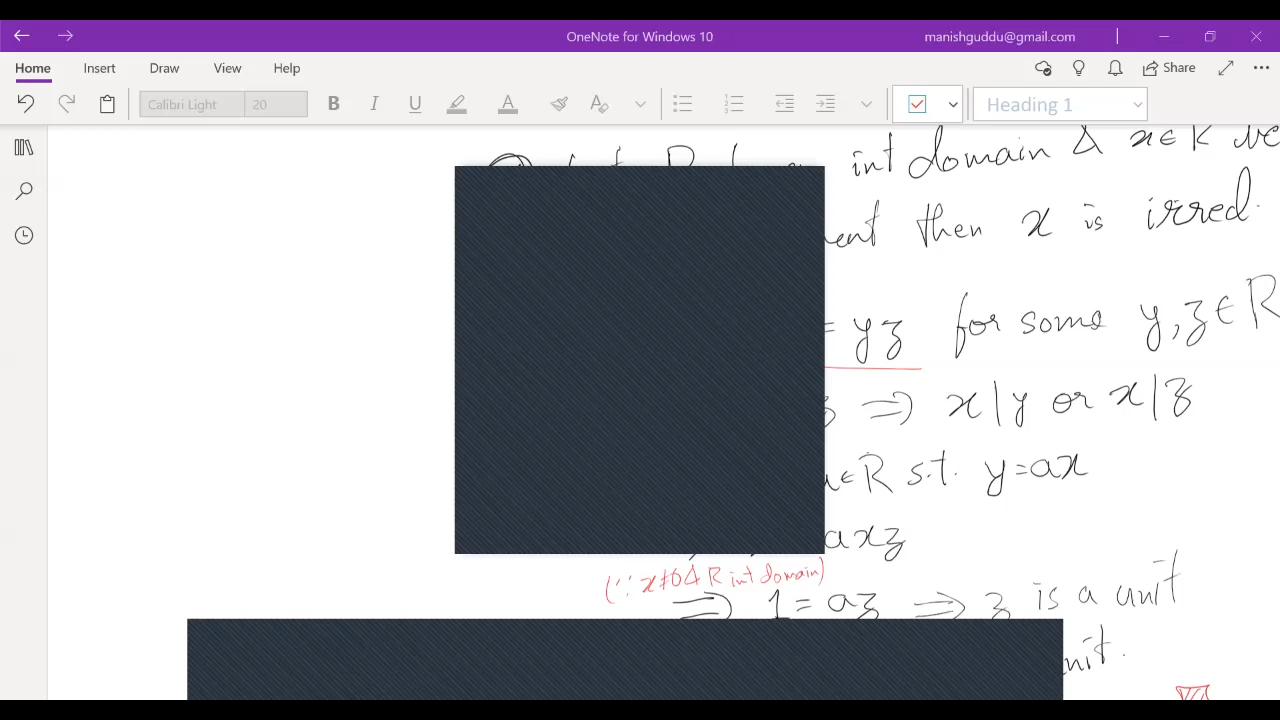 OneNote for Windows 10
manishguddu@gmail.com
Home Insert Draw View Help
Share
Calibri Light 20 B I U A Heading 1
int domain & x∈R be
then x is irred.
= yz for some y, z∈R
⇒ x|y or x|z
∈R s.t. y=ax
axz
(∵ x≠0 & R int domain)
⇒ 1 = az ⇒ z is a unit